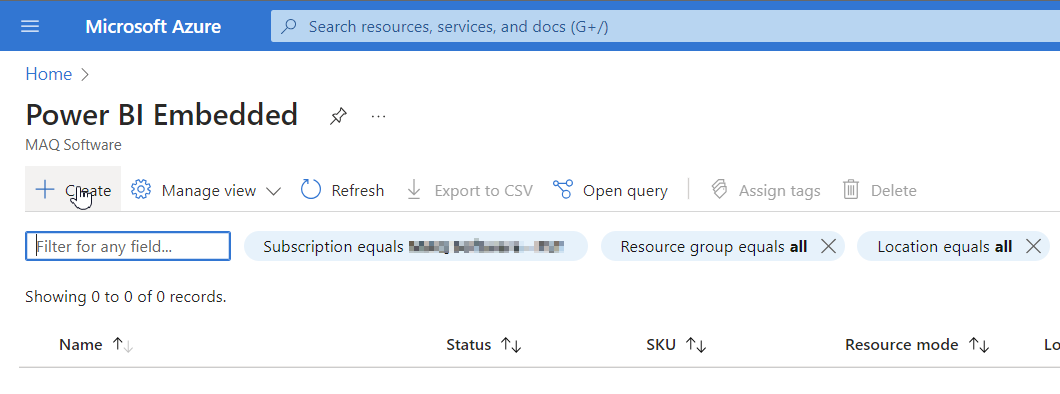 Microsoft Azure
Search resources, services, and docs (G+/)
Home
Power BI Embedded
MAQ Software
Create Manage view Refresh Export to CSV Open query Assign tags Delete
Filter for any field... Subscription equals Resource group equals all Location equals all
Showing 0 to 0 of 0 records.
Name Status SKU Resource mode Lo